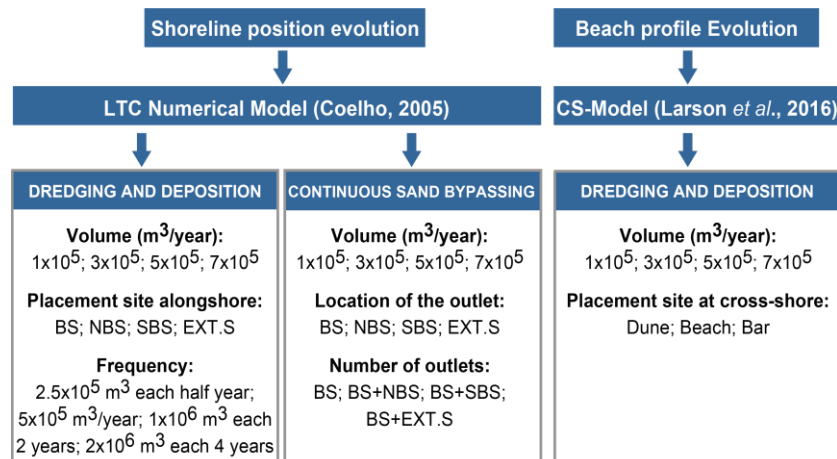 Shoreline position evolution
Beach profile Evolution
LTC Numerical Model (Coelho, 2005)
CS-Model (Larson et al., 2016)
DREDGING AND DEPOSITION
Volume (m³/year):
1x10⁵; 3x10⁵; 5x10⁵; 7x10⁵
Placement site alongshore:
BS; NBS; SBS; EXT.S
Frequency:
2.5x10⁵ m³ each half year;
5x10⁵ m³/year; 1x10⁶ m³ each
2 years; 2x10⁶ m³ each 4 years
CONTINUOUS SAND BYPASSING
Volume (m³/year):
1x10⁵; 3x10⁵; 5x10⁵; 7x10⁵
Location of the outlet:
BS; NBS; SBS; EXT.S
Number of outlets:
BS; BS+NBS; BS+SBS;
BS+EXT.S
DREDGING AND DEPOSITION
Volume (m³/year):
1x10⁵; 3x10⁵; 5x10⁵; 7x10⁵
Placement site at cross-shore:
Dune; Beach; Bar